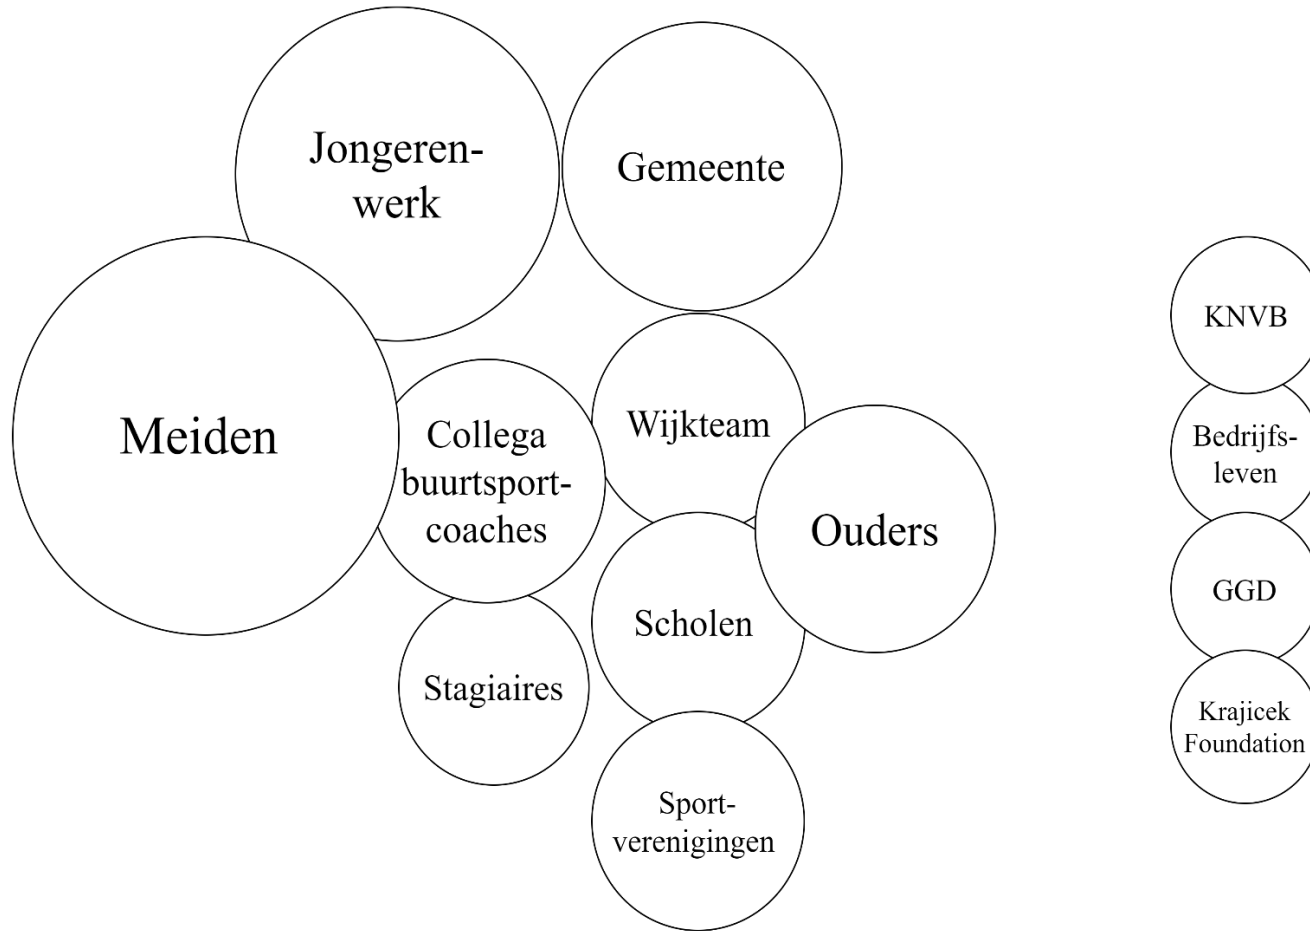 Jongeren-
werk
Gemeente
Meiden
Collega
buurtsport-
coaches
Wijkteam
Ouders
Scholen
Stagiaires
Sport-
verenigingen
KNVB
Bedrijfs-
leven
GGD
Krajicek
Foundation